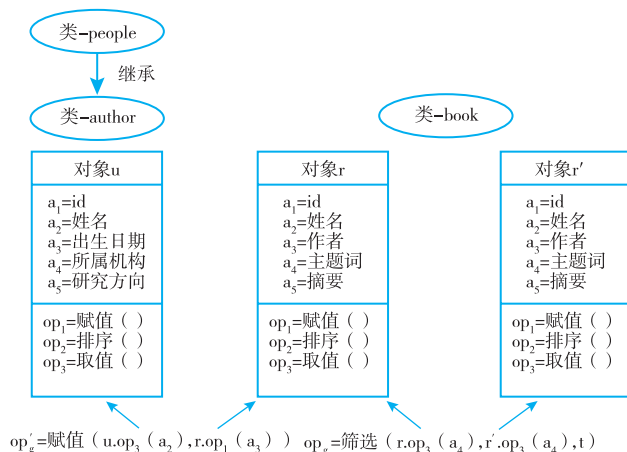 类-people
继承
类-author
类-book
对象u
对象r
对象r′
a₁=id
a₂=姓名
a₃=出生日期
a₄=所属机构
a₅=研究方向
a₁=id
a₂=姓名
a₃=作者
a₄=主题词
a₅=摘要
a₁=id
a₂=姓名
a₃=作者
a₄=主题词
a₅=摘要
op₁=赋值（ ）
op₂=排序（ ）
op₃=取值（ ）
op₁=赋值（ ）
op₂=排序（ ）
op₃=取值（ ）
op₁=赋值（ ）
op₂=排序（ ）
op₃=取值（ ）
op′g=赋值（u.op₃（a₂）,r.op₁（a₃））
opg=筛选（r.op₃（a₄）,r′.op₃（a₄）,t）